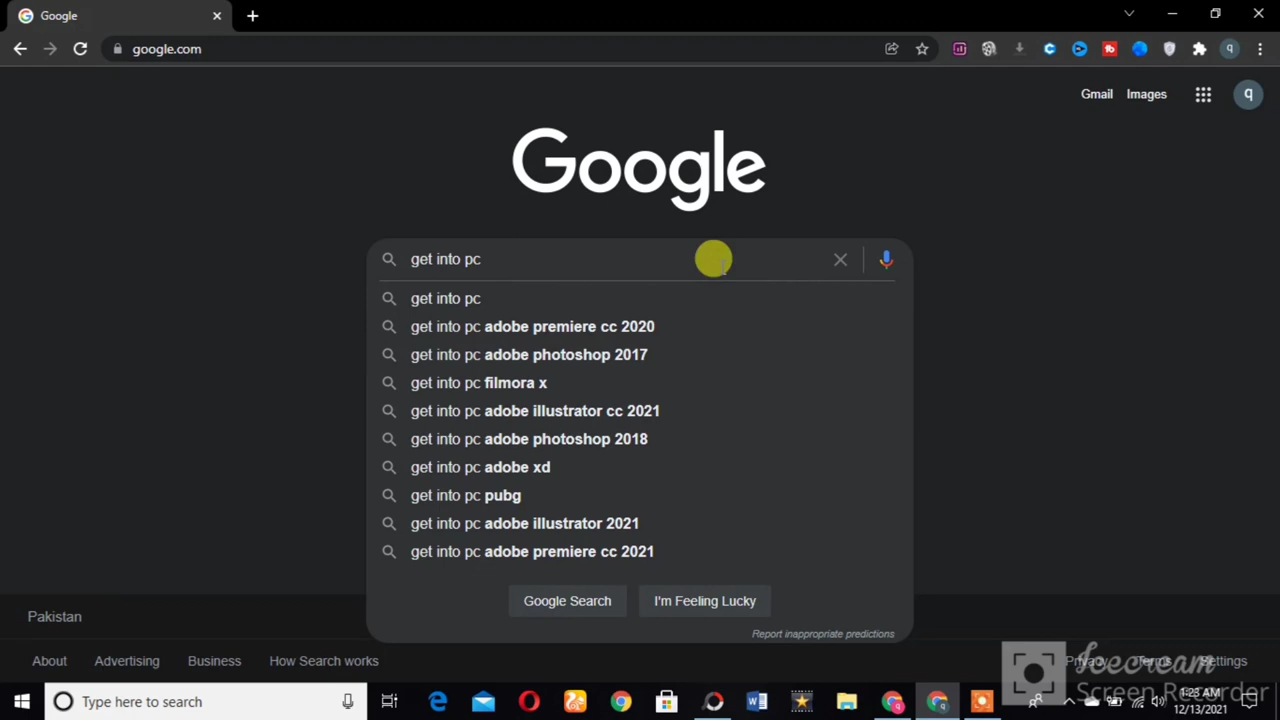 Google
google.com
q
Gmail
Images
q
Google
get into pc
get into pc
get into pc adobe premiere cc 2020
get into pc adobe photoshop 2017
get into pc filmora x
get into pc adobe illustrator cc 2021
get into pc adobe photoshop 2018
get into pc adobe xd
get into pc pubg
get into pc adobe illustrator 2021
get into pc adobe premiere cc 2021
Google Search
I'm Feeling Lucky
Report inappropriate predictions
Pakistan
About
Advertising
Business
How Search works
Privacy
Terms
Settings
Icecream
Screen Recorder
Type here to search
1:23 AM
12/13/2021